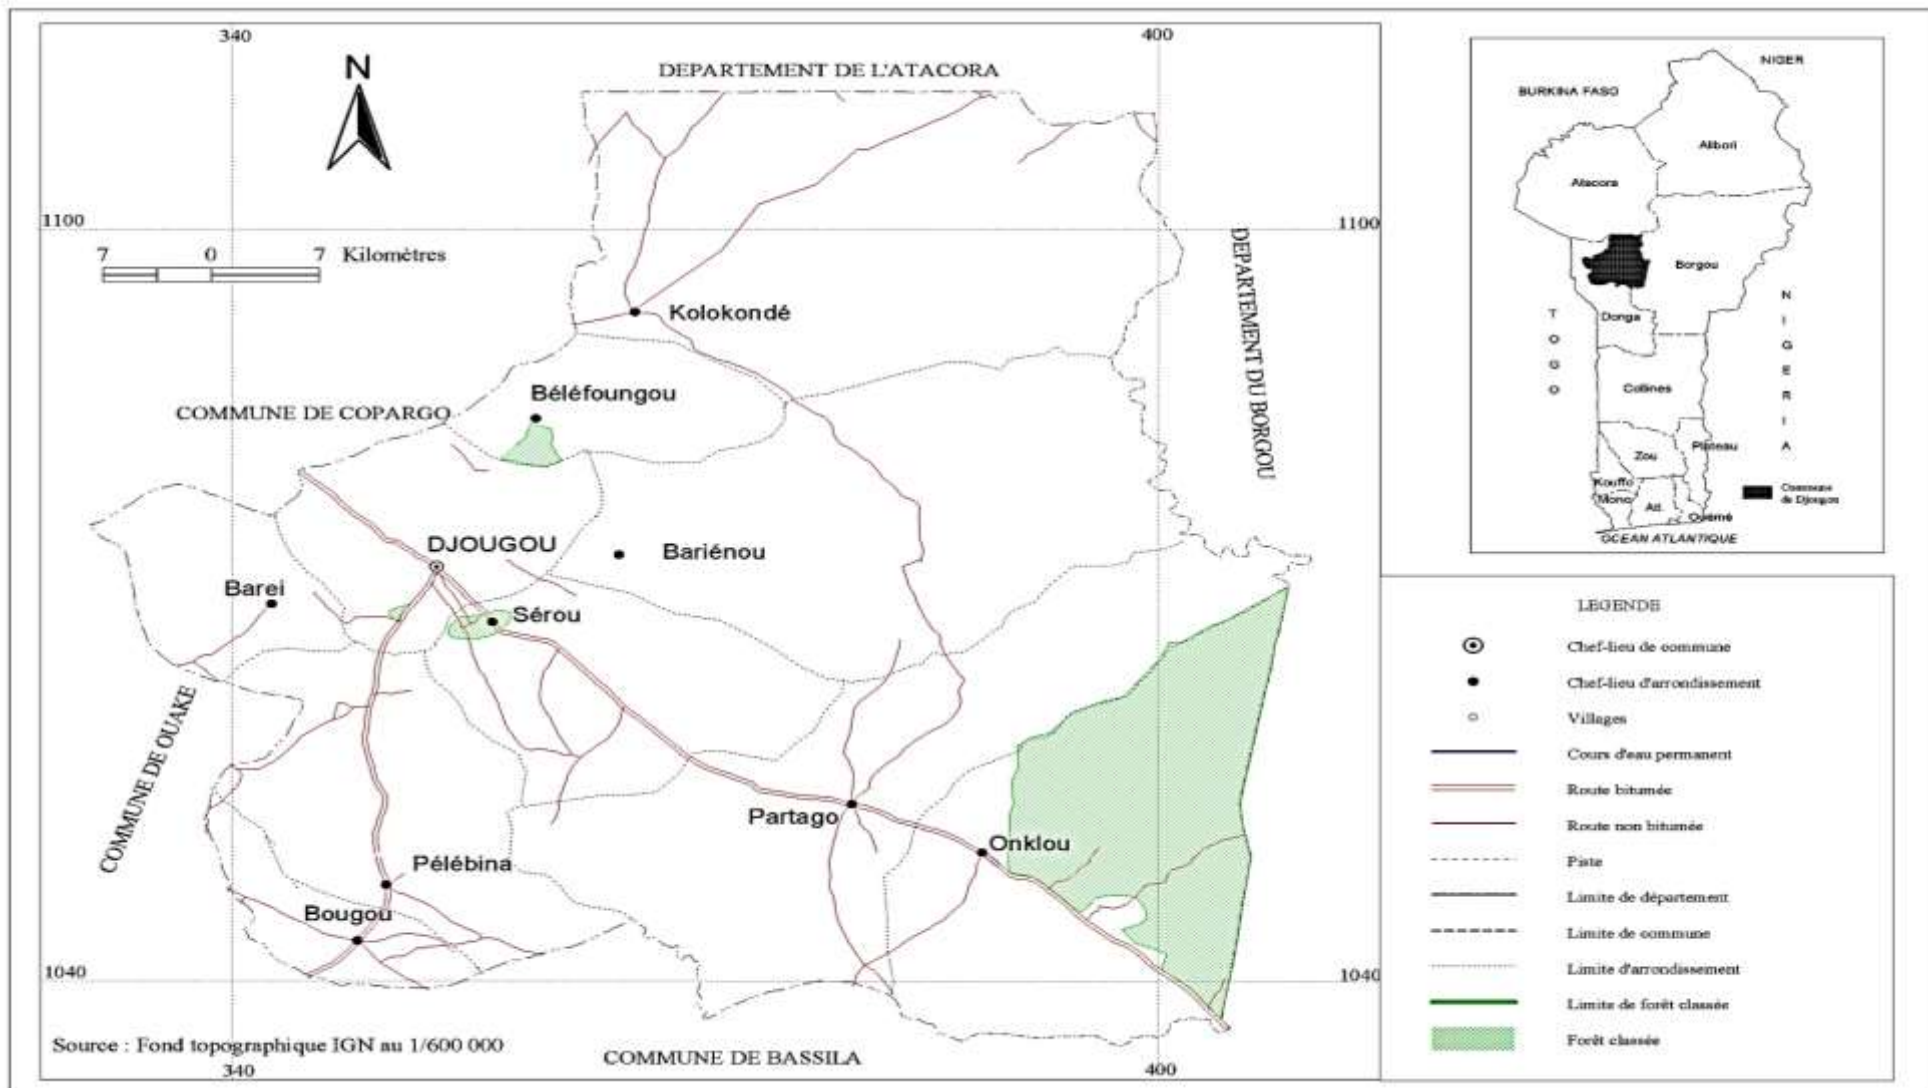 340
400
N
DEPARTEMENT DE L'ATACORA
1100
1100
7 0 7 Kilomètres
DEPARTEMENT DU BORGOU
Kolokondé
Béléfoungou
COMMUNE DE COPARGO
DJOUGOU
Bariénou
Barei
Sérou
COMMUNE DE OUAKE
Partago
Onklou
Pélébina
Bougou
1040
1040
Source : Fond topographique IGN au 1/600 000
COMMUNE DE BASSILA
340
400
NIGER
BURKINA FASO
Alibori
Atacora
Borgou
Donga
TOGO
NIGERIA
Collines
Zou
Plateau
Kouffo
Mono
Atl.
Ouémé
OCEAN ATLANTIQUE
Commune
de Djougou
LEGENDE
Chef-lieu de commune
Chef-lieu d'arrondissement
Villages
Cours d'eau permanent
Route bitumée
Route non bitumée
Piste
Limite de département
Limite de commune
Limite d'arrondissement
Limite de forêt classée
Forêt classée